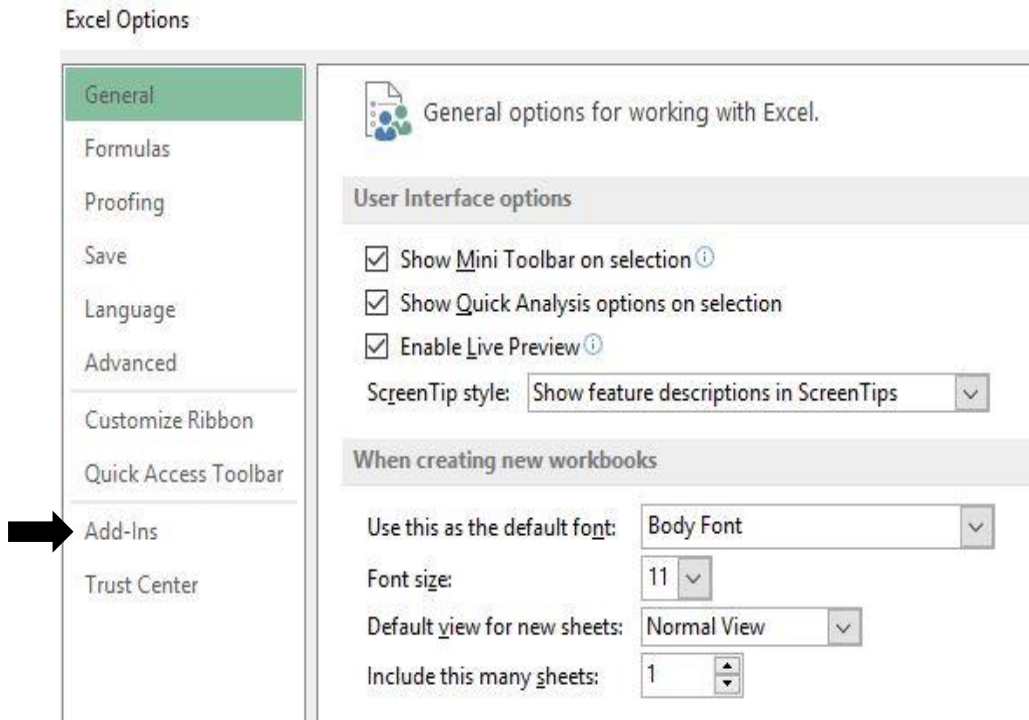 Excel Options
General
Formulas
Proofing
Save
Language
Advanced
Customize Ribbon
Quick Access Toolbar
Add-Ins
Trust Center
General options for working with Excel.
User Interface options
Show Mini Toolbar on selection
Show Quick Analysis options on selection
Enable Live Preview
ScreenTip style: Show feature descriptions in ScreenTips
When creating new workbooks
Use this as the default font: Body Font
Font size: 11
Default view for new sheets: Normal View
Include this many sheets: 1